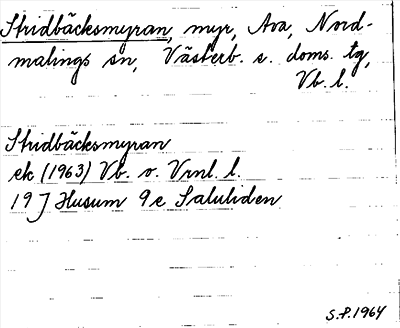 Stridbäcksmyran, myr, Ava, Nord-
malings sn, Västerb. s. doms. tg,
Vb. l.
Stridbäcksmyran
ek (1963) Vb. o. Vrnl. l.
19 J Husum 9e Saluliden
S.P. 1964